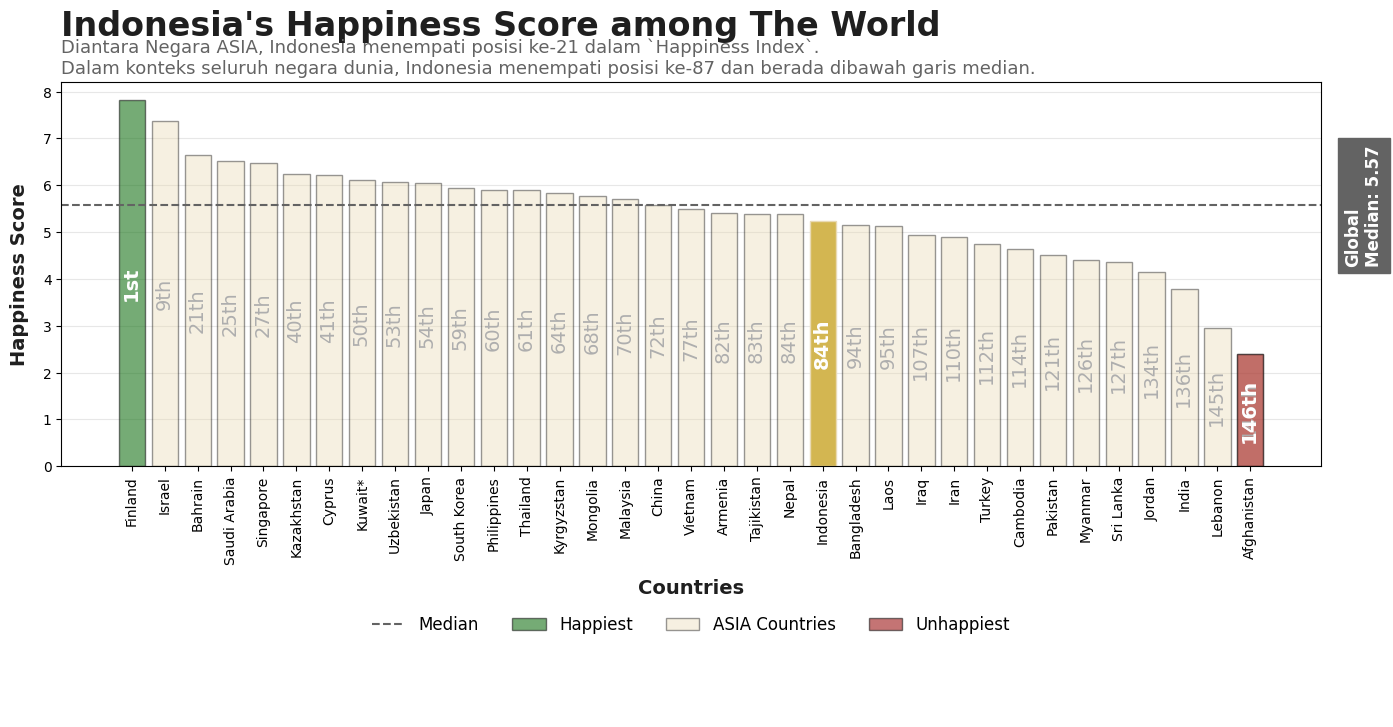 Indonesia's Happiness Score among The World
Diantara Negara ASIA, Indonesia menempati posisi ke-21 dalam `Happiness Index`.
Dalam konteks seluruh negara dunia, Indonesia menempati posisi ke-87 dan berada dibawah garis median.
Happiness Score
8
7
6
5
4
3
2
1
0
1st
9th
21th
25th
27th
40th
41th
50th
53th
54th
59th
60th
61th
64th
68th
70th
72th
77th
82th
83th
84th
84th
94th
95th
107th
110th
112th
114th
121th
126th
127th
134th
136th
145th
146th
Global
Median: 5.57
Finland
Israel
Bahrain
Saudi Arabia
Singapore
Kazakhstan
Cyprus
Kuwait*
Uzbekistan
Japan
South Korea
Philippines
Thailand
Kyrgyzstan
Mongolia
Malaysia
China
Vietnam
Armenia
Tajikistan
Nepal
Indonesia
Bangladesh
Laos
Iraq
Iran
Turkey
Cambodia
Pakistan
Myanmar
Sri Lanka
Jordan
India
Lebanon
Afghanistan
Countries
Median
Happiest
ASIA Countries
Unhappiest